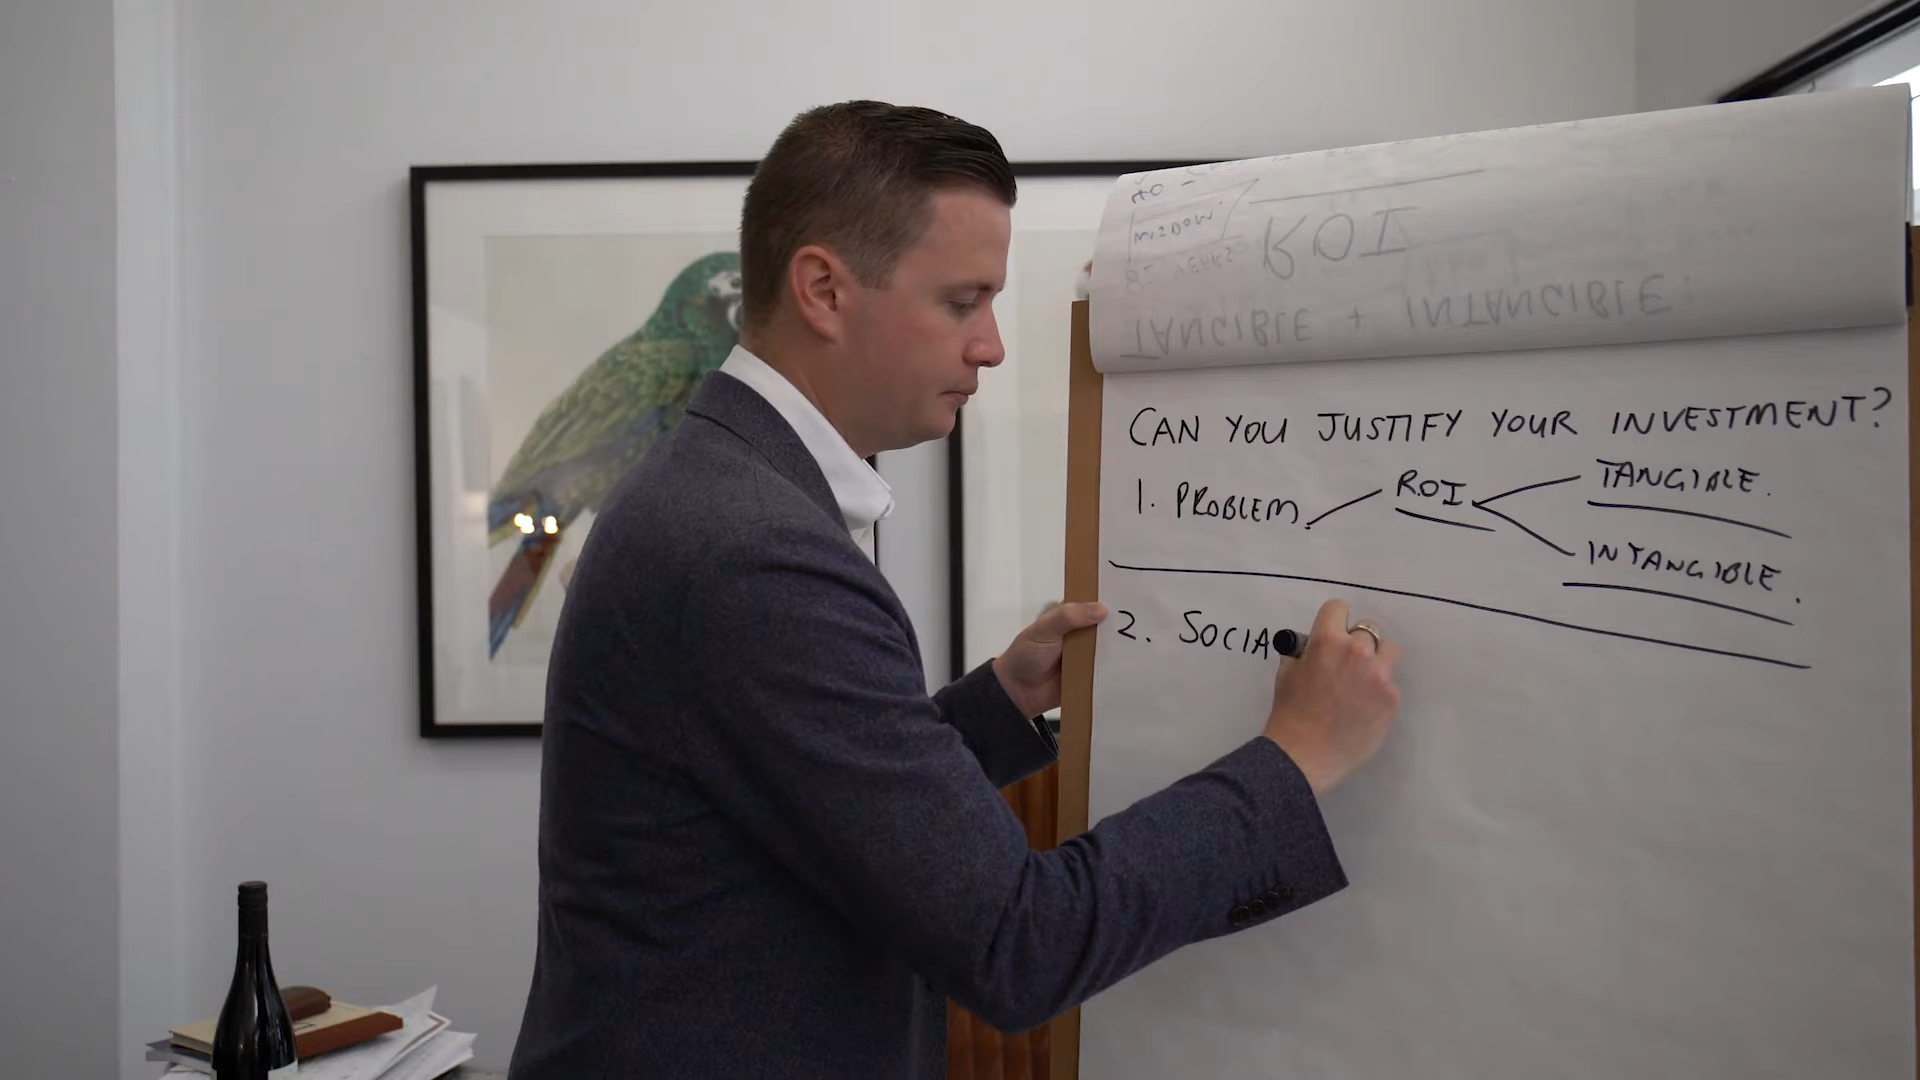 ROI
TANGIBLE + INTANGIBLE.
CAN YOU JUSTIFY YOUR INVESTMENT?
1. PROBLEM. ROI TANGIBLE.
INTANGIBLE.
2. SOCIA